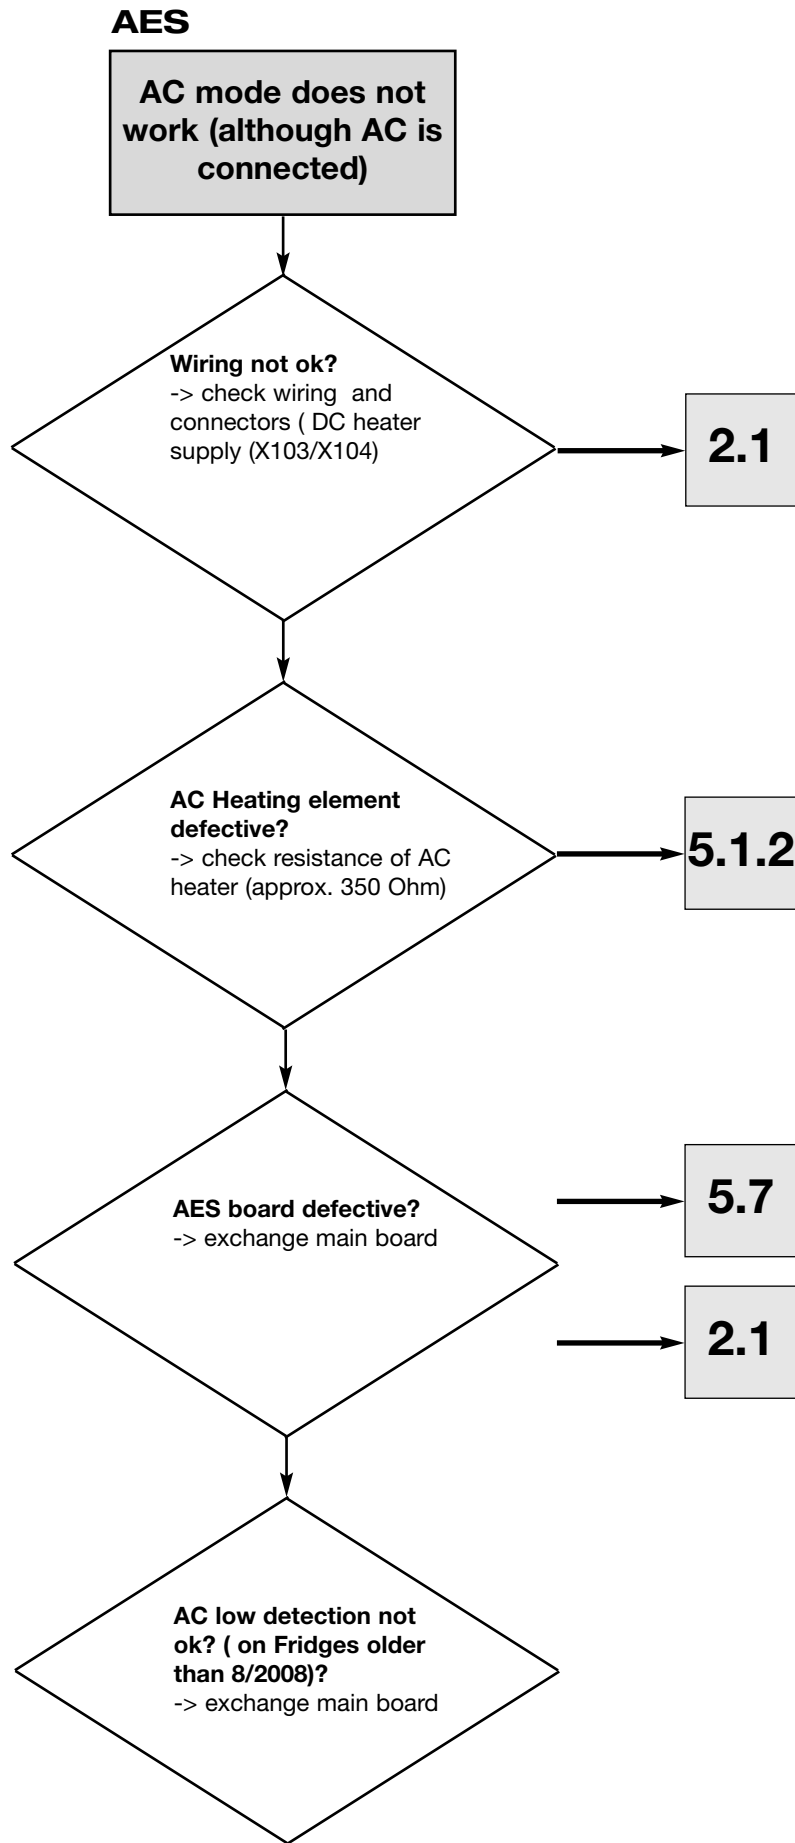 AES
AC mode does not
work (although AC is
connected)
Wiring not ok?
-> check wiring  and
connectors ( DC heater
supply (X103/X104)
2.1
AC Heating element
defective?
-> check resistance of AC
heater (approx. 350 Ohm)
5.1.2
AES board defective?
-> exchange main board
5.7
2.1
AC low detection not
ok? ( on Fridges older
than 8/2008)?
-> exchange main board